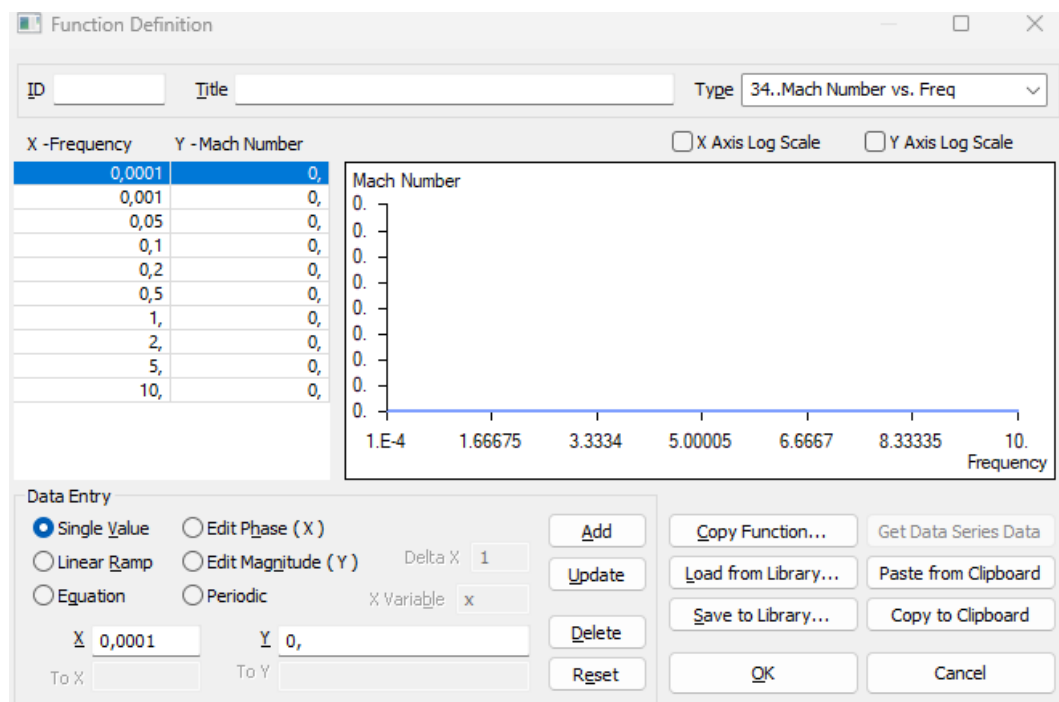 Function Definition
ID Title Type 34..Mach Number vs. Freq
X -Frequency Y -Mach Number X Axis Log Scale Y Axis Log Scale
0,0001 0,
0,001 0,
0,05 0,
0,1 0,
0,2 0,
0,5 0,
1, 0,
2, 0,
5, 0,
10, 0,
Mach Number
0.
0.
0.
0.
0.
0.
0.
0.
0.
1.E-4 1.66675 3.3334 5.00005 6.6667 8.33335 10.
Frequency
Data Entry
Single Value Edit Phase ( X ) Add Copy Function... Get Data Series Data
Linear Ramp Edit Magnitude ( Y ) Delta X 1 Update Load from Library... Paste from Clipboard
Equation Periodic X Variable x Save to Library... Copy to Clipboard
X 0,0001 Y 0, Delete
To X To Y Reset OK Cancel